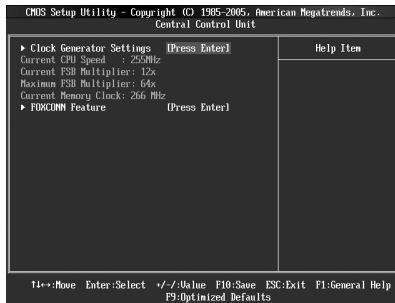 CMOS Setup Utility - Copyright (C) 1985-2005, American Megatrends, Inc.
Central Control Unit
▶ Clock Generator Settings [Press Enter]
Help Item
Current CPU Speed : 255MHz
Current FSB Multiplier: 12x
Maximum FSB Multiplier: 64x
Current Memory Clock: 266 MHz
▶ FOXCONN Feature [Press Enter]
↑↓↔:Move Enter:Select +/-/:Value F10:Save ESC:Exit F1:General Help
F9:Optimized Defaults